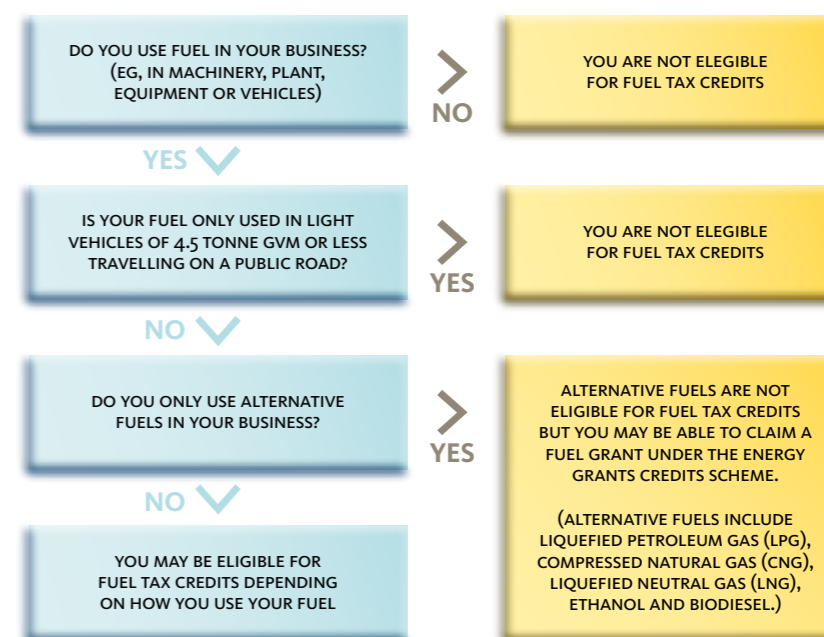 DO YOU USE FUEL IN YOUR BUSINESS?
(EG, IN MACHINERY, PLANT,
EQUIPMENT OR VEHICLES)
NO
YOU ARE NOT ELEGIBLE
FOR FUEL TAX CREDITS
YES
IS YOUR FUEL ONLY USED IN LIGHT
VEHICLES OF 4.5 TONNE GVM OR LESS
TRAVELLING ON A PUBLIC ROAD?
YES
YOU ARE NOT ELEGIBLE
FOR FUEL TAX CREDITS
NO
DO YOU ONLY USE ALTERNATIVE
FUELS IN YOUR BUSINESS?
YES
ALTERNATIVE FUELS ARE NOT
ELIGIBLE FOR FUEL TAX CREDITS
BUT YOU MAY BE ABLE TO CLAIM A
FUEL GRANT UNDER THE ENERGY
GRANTS CREDITS SCHEME.
(ALTERNATIVE FUELS INCLUDE
LIQUEFIED PETROLEUM GAS (LPG),
COMPRESSED NATURAL GAS (CNG),
LIQUEFIED NEUTRAL GAS (LNG),
ETHANOL AND BIODIESEL.)
NO
YOU MAY BE ELIGIBLE FOR
FUEL TAX CREDITS DEPENDING
ON HOW YOU USE YOUR FUEL